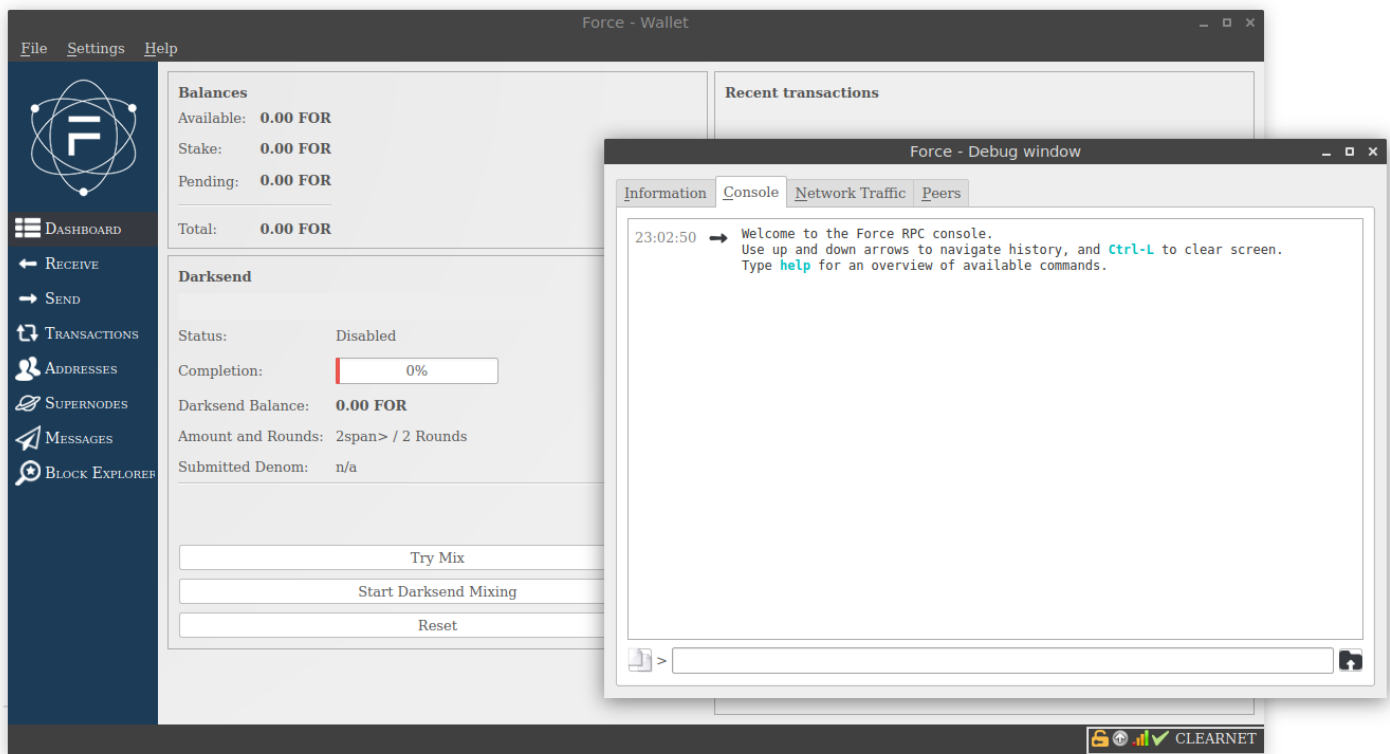 Force - Wallet
File Settings Help
F
Dashboard
Receive
Send
Transactions
Addresses
Supernodes
Messages
Block Explorer
Balances
Available: 0.00 FOR
Stake: 0.00 FOR
Pending: 0.00 FOR
Total: 0.00 FOR
Darksend
Status: Disabled
Completion: 0%
Darksend Balance: 0.00 FOR
Amount and Rounds: 2span> / 2 Rounds
Submitted Denom: n/a
Try Mix
Start Darksend Mixing
Reset
Recent transactions
Force - Debug window
Information Console Network Traffic Peers
23:02:50 Welcome to the Force RPC console.
Use up and down arrows to navigate history, and Ctrl-L to clear screen.
Type help for an overview of available commands.
>
CLEARNET